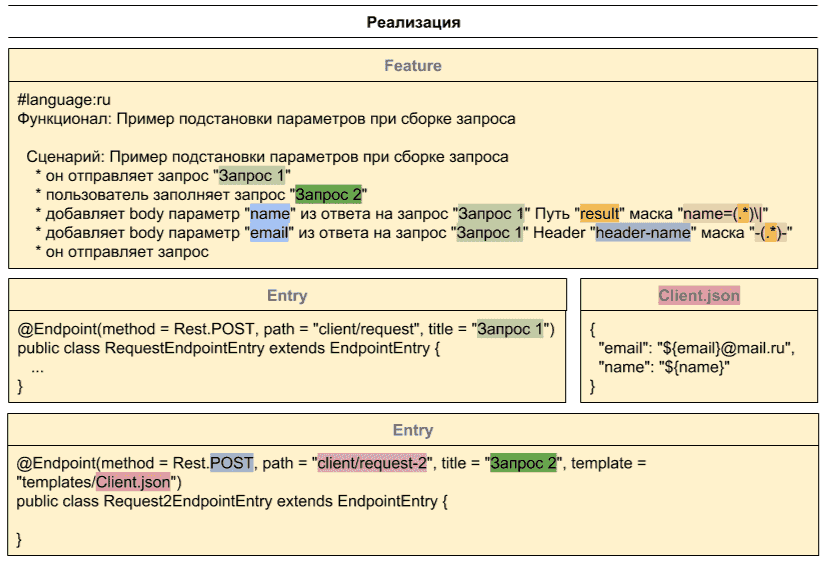 Реализация
Feature
#language:ru
Функционал: Пример подстановки параметров при сборке запроса
Сценарий: Пример подстановки параметров при сборке запроса
* он отправляет запрос "Запрос 1"
* пользователь заполняет запрос "Запрос 2"
* добавляет body параметр "name" из ответа на запрос "Запрос 1" Путь "result" маска "name=(.*)\|"
* добавляет body параметр "email" из ответа на запрос "Запрос 1" Header "header-name" маска "-(.*)-"
* он отправляет запрос
Entry
@Endpoint(method = Rest.POST, path = "client/request", title = "Запрос 1")
public class RequestEndpointEntry extends EndpointEntry {
...
}
Client.json
{
"email": "${email}@mail.ru",
"name": "${name}"
}
Entry
@Endpoint(method = Rest.POST, path = "client/request-2", title = "Запрос 2", template =
"templates/Client.json")
public class Request2EndpointEntry extends EndpointEntry {
}